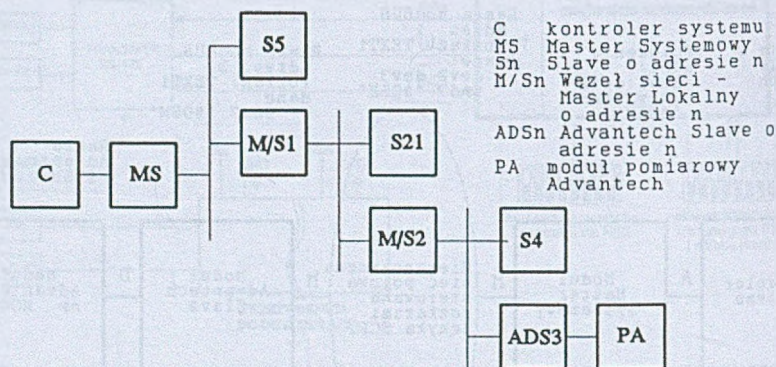 C kontroler systemu
MS Master Systemowy
Sn Slave o adresie n
M/Sn Węzeł sieci -
Master Lokalny
o adresie n
ADSn Advantech Slave o
adresie n
PA moduł pomiarowy
Advantech
S5
M/S1
S21
C
MS
M/S2
S4
ADS3
PA